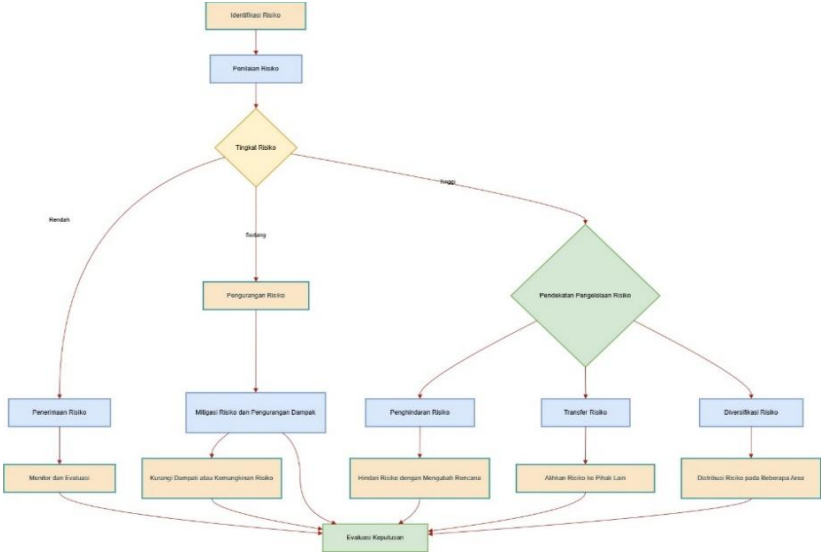 Identifikasi Risiko
Penilaian Risiko
Tingkat Risiko
Rendah
Sedang
Tinggi
Pengurangan Risiko
Pendekatan Pengelolaan Risiko
Penerimaan Risiko
Mitigasi Risiko dan Pengurangan Dampak
Penghindaran Risiko
Transfer Risiko
Diversifikasi Risiko
Monitor dan Evaluasi
Kurangi Dampak atau Kemungkinan Risiko
Hindari Risiko dengan Mengubah Rencana
Alihkan Risiko ke Pihak Lain
Distribusi Risiko pada Beberapa Area
Evaluasi Keputusan